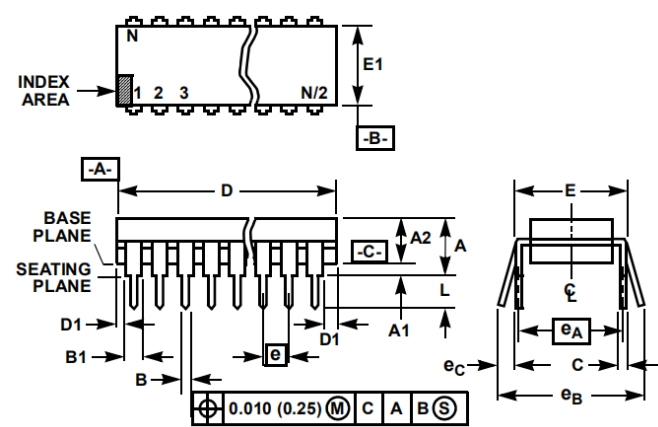 N
E1
INDEX
AREA
1 2 3 N/2
-B-
-A-
D
E
BASE
PLANE
A2
A
-C-
SEATING
PLANE
L
C
L
D1
A1
D1
eA
B1
e
eC
C
B
eB
0.010 (0.25) M C A B S